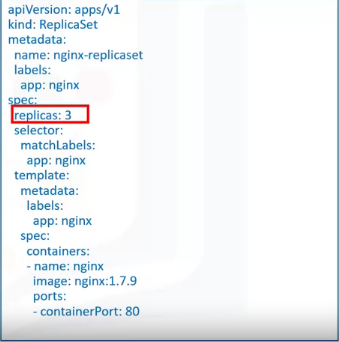 apiVersion: apps/v1
kind: ReplicaSet
metadata:
  name: nginx-replicaset
  labels:
    app: nginx
spec:
  replicas: 3
  selector:
    matchLabels:
      app: nginx
  template:
    metadata:
      labels:
        app: nginx
    spec:
      containers:
      - name: nginx
        image: nginx:1.7.9
        ports:
        - containerPort: 80